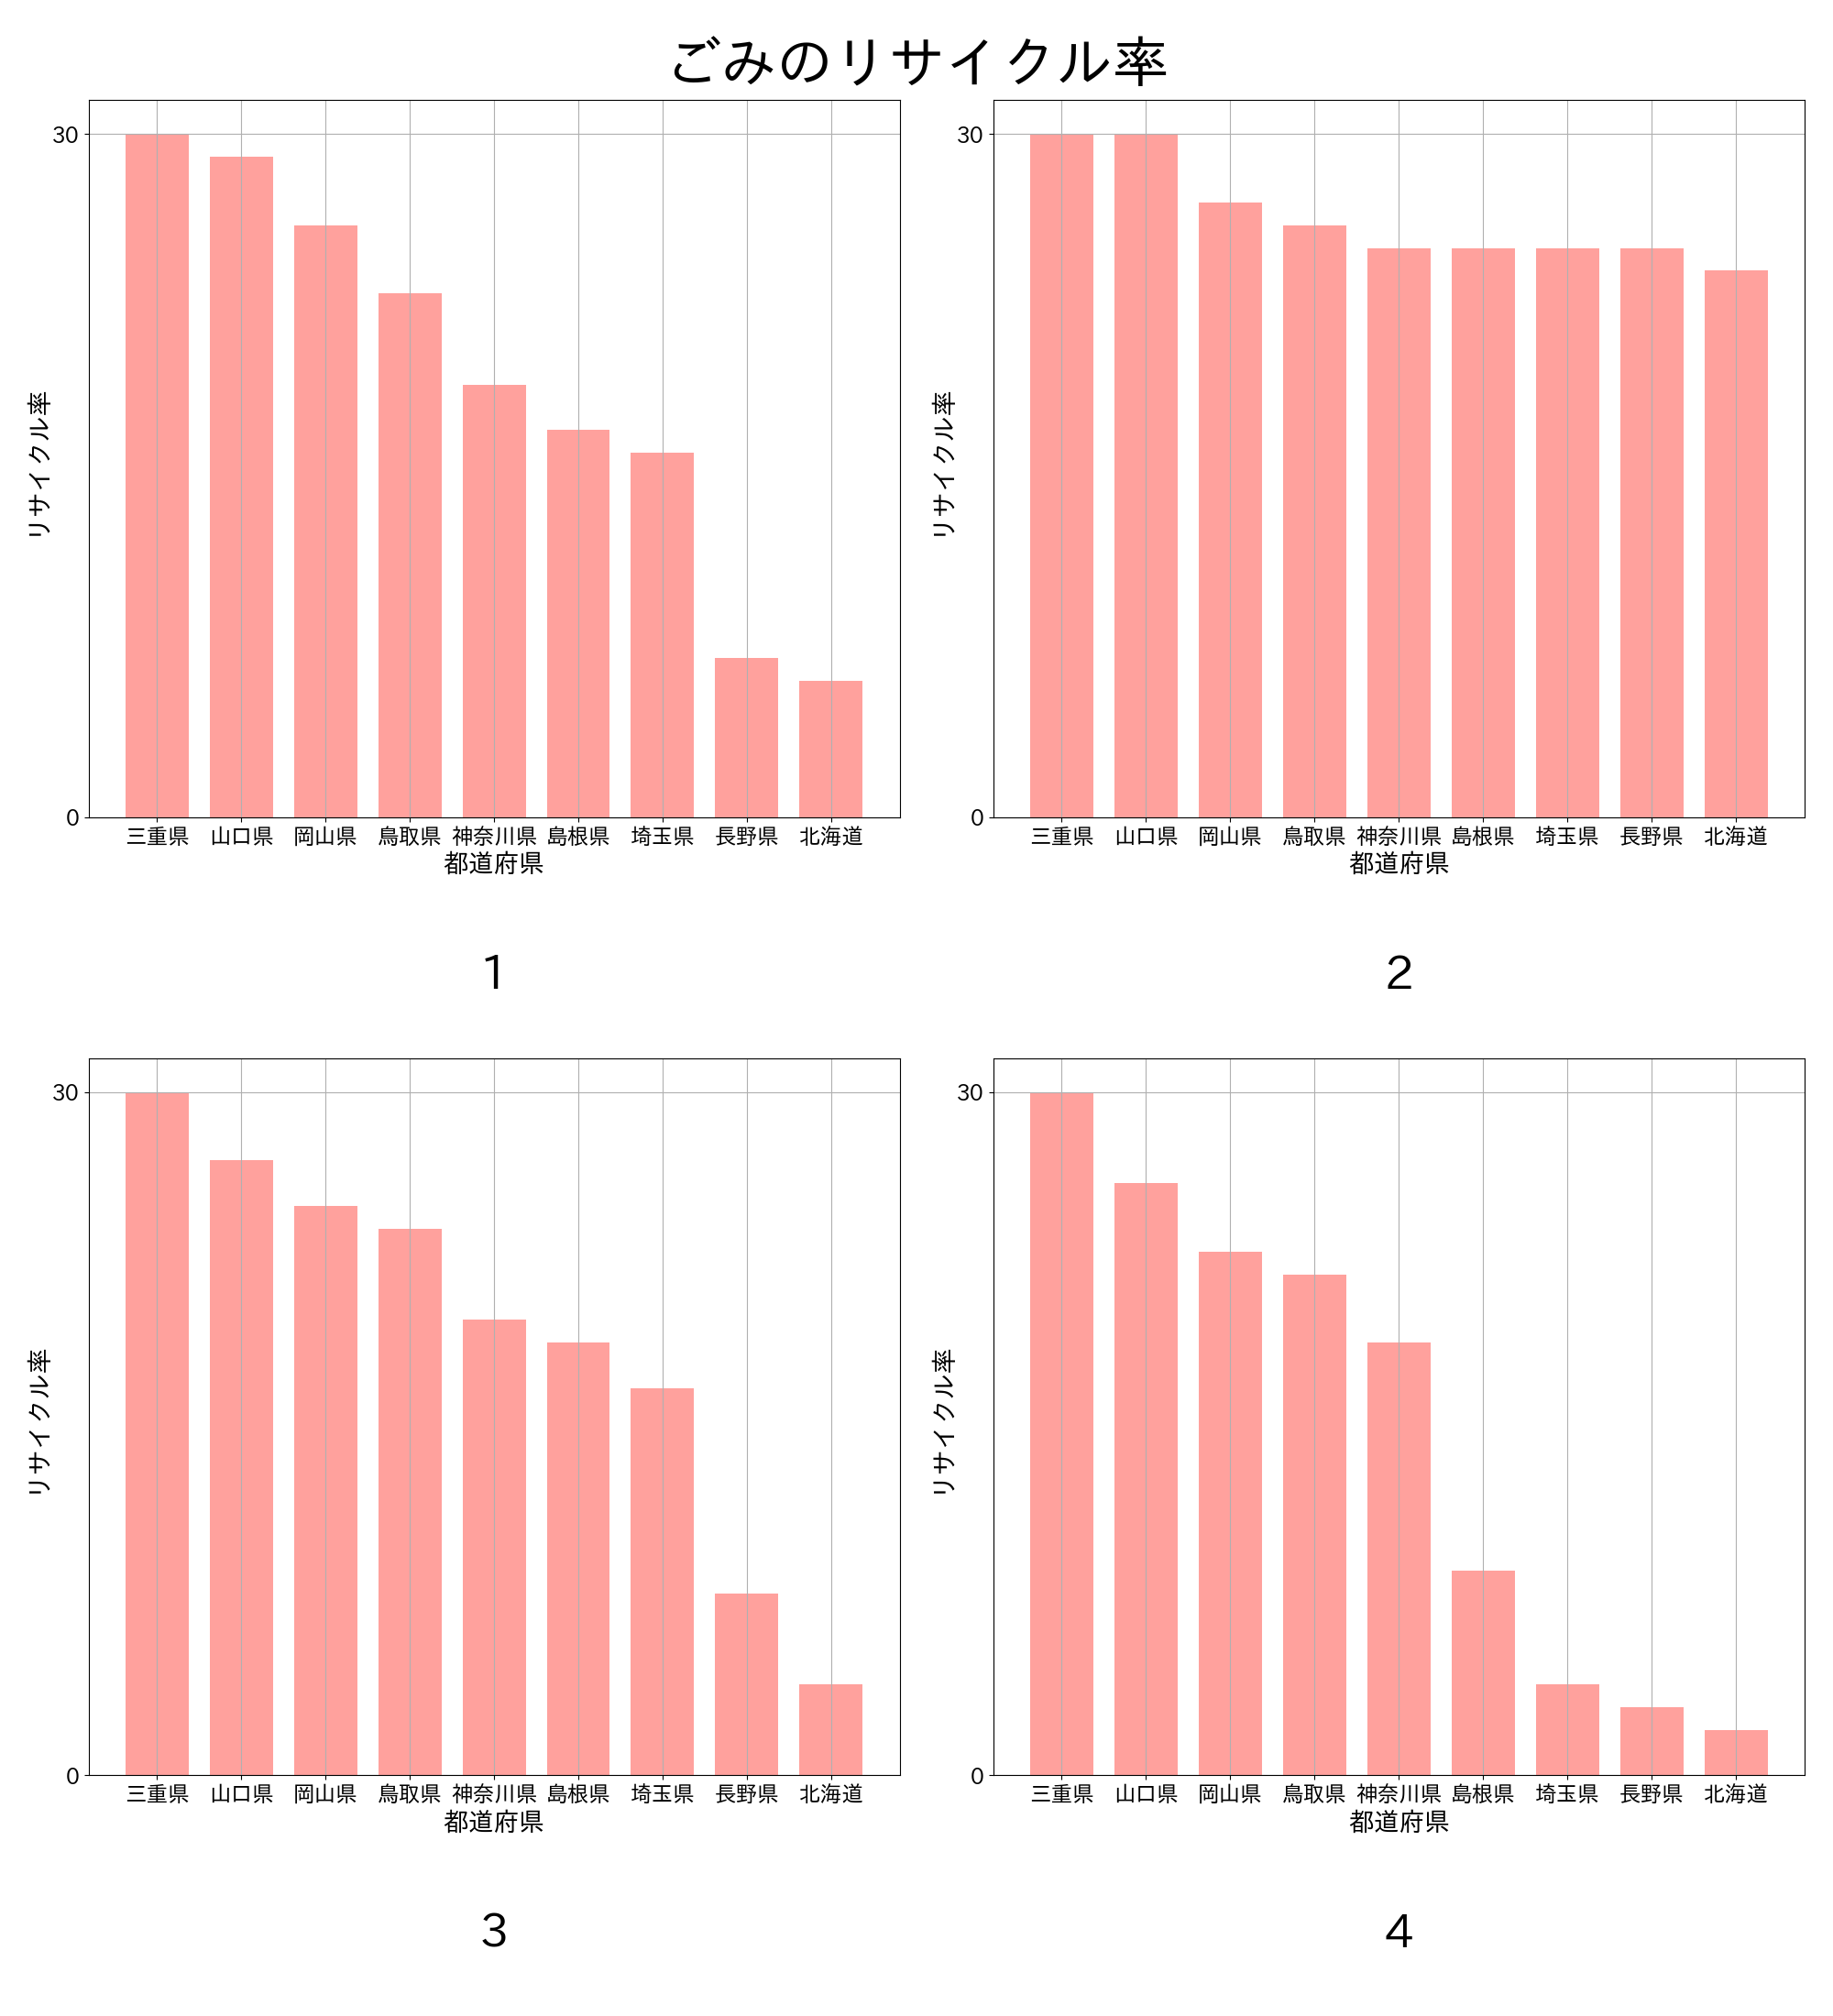 ごみのリサイクル率
30
0
リサイクル率
三重県 山口県 岡山県 鳥取県 神奈川県 島根県 埼玉県 長野県 北海道
都道府県
1
30
0
リサイクル率
三重県 山口県 岡山県 鳥取県 神奈川県 島根県 埼玉県 長野県 北海道
都道府県
2
30
0
リサイクル率
三重県 山口県 岡山県 鳥取県 神奈川県 島根県 埼玉県 長野県 北海道
都道府県
3
30
0
リサイクル率
三重県 山口県 岡山県 鳥取県 神奈川県 島根県 埼玉県 長野県 北海道
都道府県
4